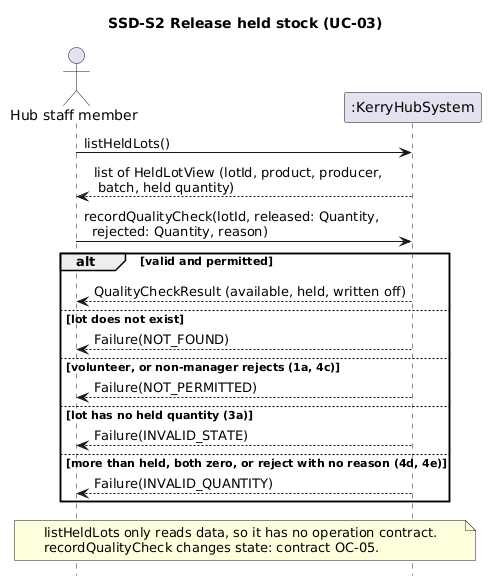 SSD-S2 Release held stock (UC-03)
Hub staff member
:KerryHubSystem
listHeldLots()
list of HeldLotView (lotId, product, producer,
batch, held quantity)
recordQualityCheck(lotId, released: Quantity,
rejected: Quantity, reason)
alt [valid and permitted]
QualityCheckResult (available, held, written off)
[lot does not exist]
Failure(NOT_FOUND)
[volunteer, or non-manager rejects (1a, 4c)]
Failure(NOT_PERMITTED)
[lot has no held quantity (3a)]
Failure(INVALID_STATE)
[more than held, both zero, or reject with no reason (4d, 4e)]
Failure(INVALID_QUANTITY)
listHeldLots only reads data, so it has no operation contract.
recordQualityCheck changes state: contract OC-05.